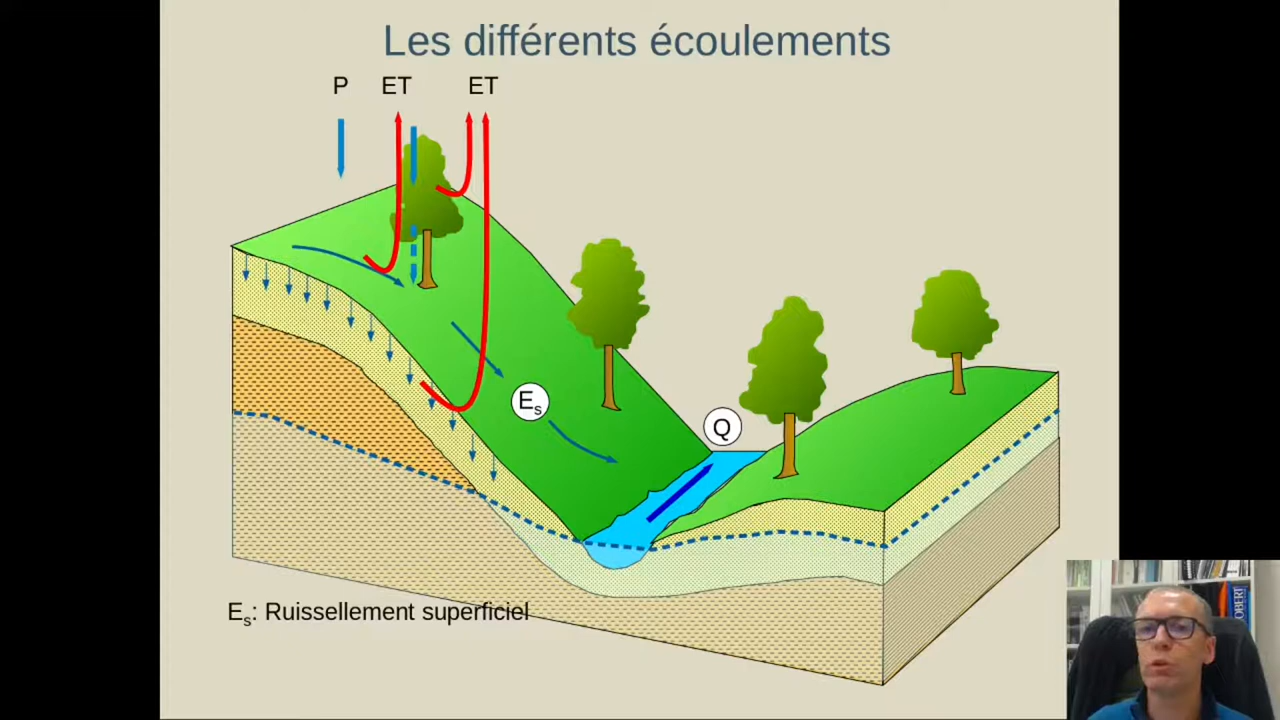 Les différents écoulements
P ET ET
Es
Q
Es: Ruissellement superficiel